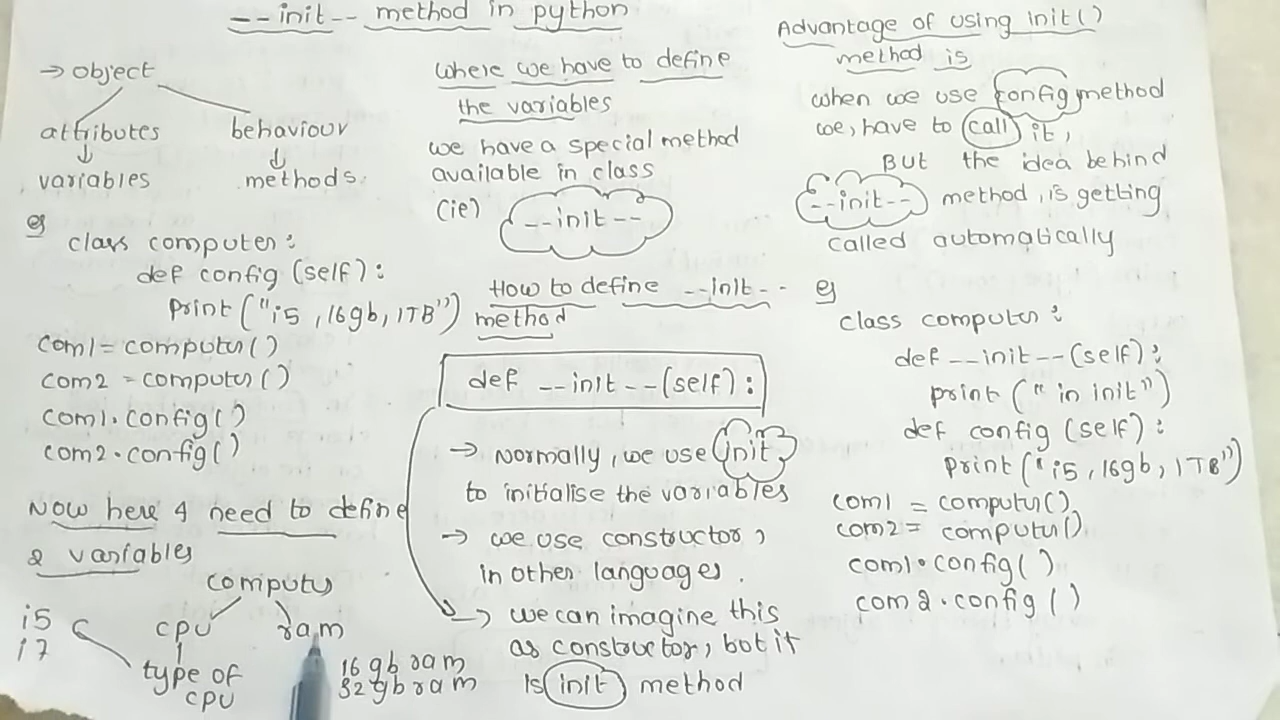 --init-- method in python
→ object
attributes behaviour
↓ ↓
variables methods.
eg
class computer:
def config (self):
print("i5, 16gb, 1TB")
com1 = computer()
com2 = computer()
com1.config()
com2.config()
Now here I need to define
2 variables
computer
i5 cpu ram
i7
type of
cpu
16 gb ram
32 gb ram
where we have to define
the variables
we have a special method
available in class
(ie) --init--
How to define --init--
method
def --init--(self):
→ Normally, we use init
to initialise the variables
→ we use constructor,
in other languages.
→ we can imagine this
as constructor, but it
is init method
Advantage of using init()
method is
when we use config method
we, have to call it,
BUT the idea behind
--init-- method, is getting
called automatically
eg
class computer:
def --init--(self):
print("in init")
def config (self):
print("i5, 16gb, 1TB")
com1 = computer()
com2 = computer()
com1.config()
com2.config()